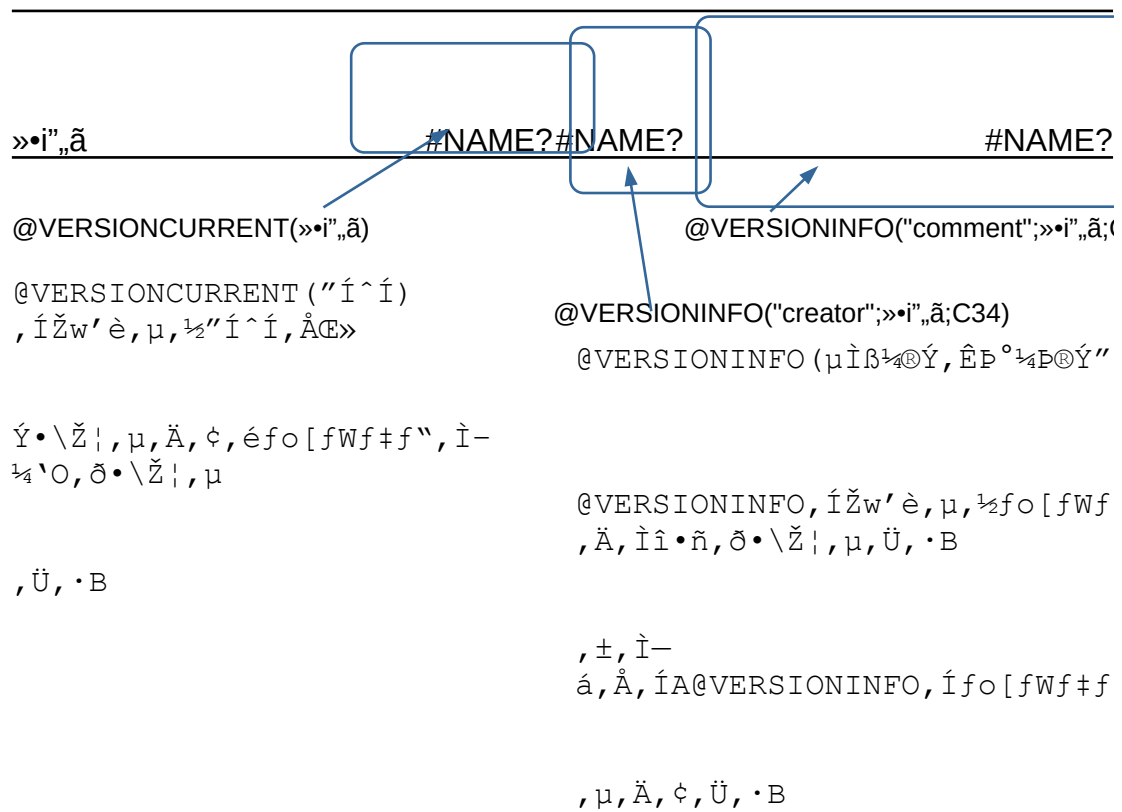 »•i”„ã #NAME? #NAME? #NAME?
@VERSIONCURRENT(»•i”„ã) @VERSIONINFO("comment";»•i”„ã;
@VERSIONCURRENT(”Í^Í)
‚ÍŽw’è‚µ‚½”Í^Í‚ÅŒ»
@VERSIONINFO("creator";»•i”„ã;C34)
@VERSIONINFO(µÌß¼®Ý‚ÊÞ°¼Þ®Ý”
Ý•\Ž¦‚µ‚Ä‚¢‚éƒo[ƒWƒ‡ƒ“‚Ì–
¼‘O‚ð•\Ž¦‚µ
@VERSIONINFO‚ÍŽw’è‚µ‚½ƒo[ƒWƒ
‚Ä‚Ìî•ñ‚ð•\Ž¦‚µ‚Ü‚·B
‚Ü‚·B
‚±‚Ì—
á‚Å‚ÍA@VERSIONINFO‚Íƒo[ƒWƒ‡ƒ
‚µ‚Ä‚¢‚Ü‚·B